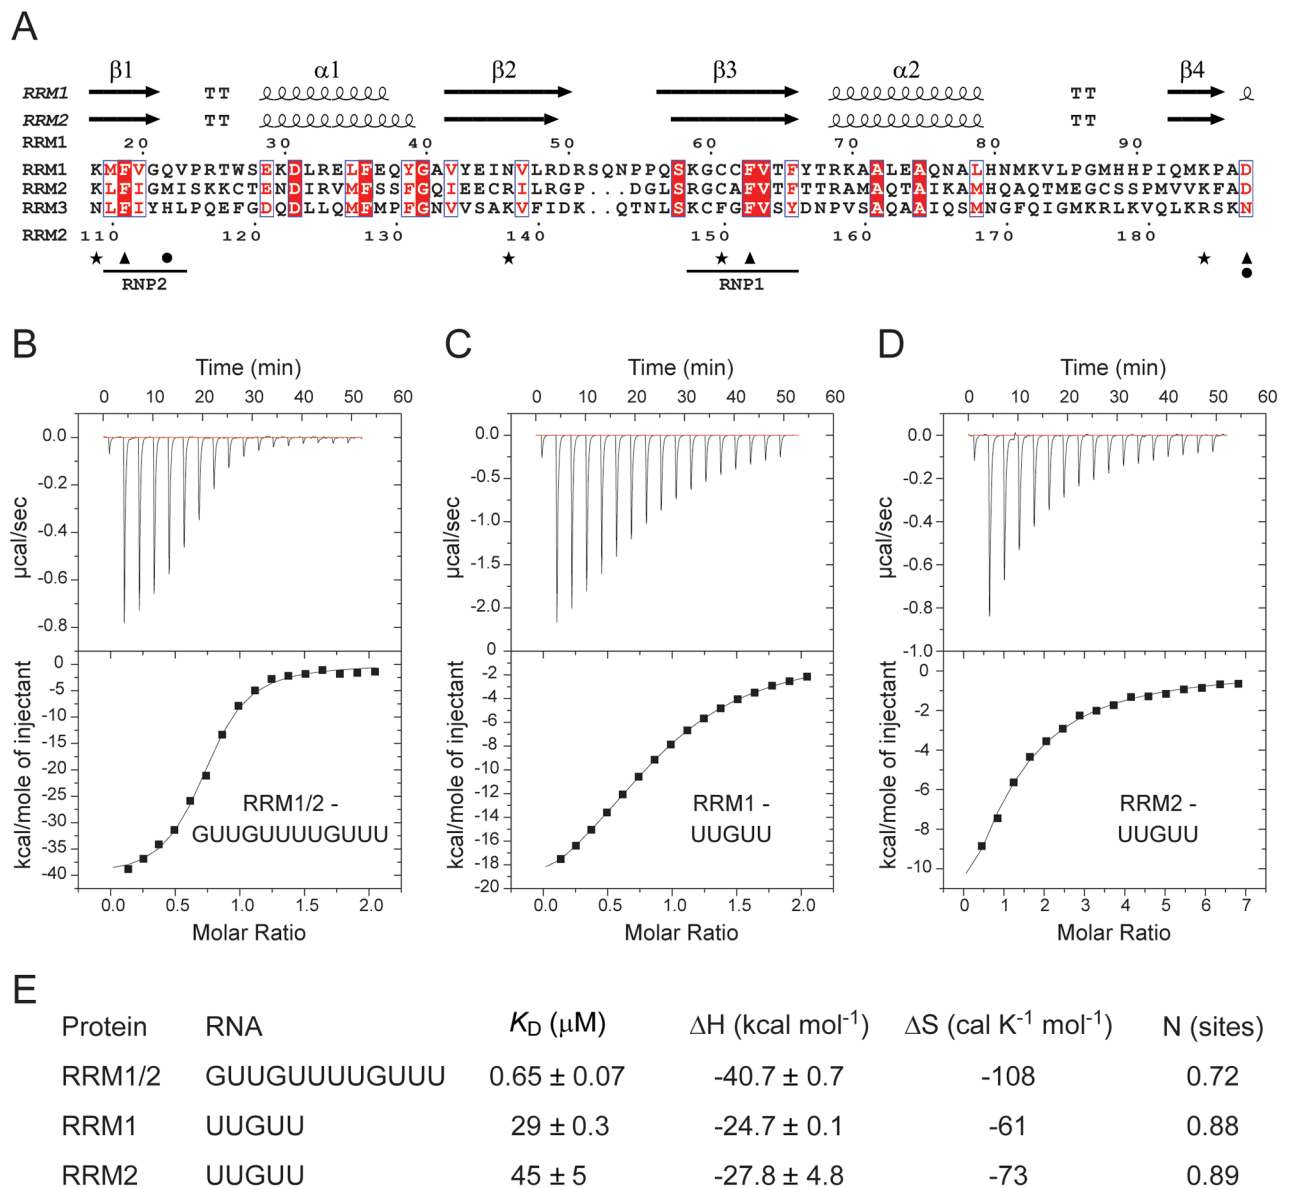 A
β1 α1 β2 β3 α2 β4
RRM1 TT TT
RRM2 TT TT
RRM1 20 30 40 50 60 70 80 90
RRM1 KMFVGQVPRTWSEKDLRELFEQYGAVYEINVLRDRSQNPPQSKGCCFVTFYTRKAALEAQNALHNMKVLPGMHHPIQMKPAD
RRM2 KLFIGMISKKCTENDIRVMFSSFGQIEECRILRGP...DGLSRGCAFVTFTTRAMAQTAIKAMHQAQTMEGCSSPMVVKFAD
RRM3 NLFIYHLPQEFGDQDLLQMFMPFGNVVSAKVFIDK..QTNLSKCFGFVSYDNPVSAQAAIQSMNGFQIGMKRLKVQLKRSKN
RRM2 110 120 130 140 150 160 170 180
★ ▲ ● ★ ★ ▲ ★ ▲
●
RNP2 RNP1
B
Time (min)
0 10 20 30 40 50 60
0.0
-0.2
-0.4
-0.6
-0.8
µcal/sec
0
-5
-10
-15
-20
-25
-30
-35
-40
kcal/mole of injectant
RRM1/2 -
GUUGUUUUGUUU
0.0 0.5 1.0 1.5 2.0
Molar Ratio
C
Time (min)
0 10 20 30 40 50 60
0.0
-0.5
-1.0
-1.5
-2.0
µcal/sec
0
-2
-4
-6
-8
-10
-12
-14
-16
-18
-20
kcal/mole of injectant
RRM1 -
UUGUU
0.0 0.5 1.0 1.5 2.0
Molar Ratio
D
Time (min)
0 10 20 30 40 50 60
0.0
-0.2
-0.4
-0.6
-0.8
-1.0
µcal/sec
0
-2
-4
-6
-8
-10
kcal/mole of injectant
RRM2 -
UUGUU
0 1 2 3 4 5 6 7
Molar Ratio
E
Protein RNA K_D (µM) ΔH (kcal mol⁻¹) ΔS (cal K⁻¹ mol⁻¹) N (sites)
RRM1/2 GUUGUUUUGUUU 0.65 ± 0.07 -40.7 ± 0.7 -108 0.72
RRM1 UUGUU 29 ± 0.3 -24.7 ± 0.1 -61 0.88
RRM2 UUGUU 45 ± 5 -27.8 ± 4.8 -73 0.89